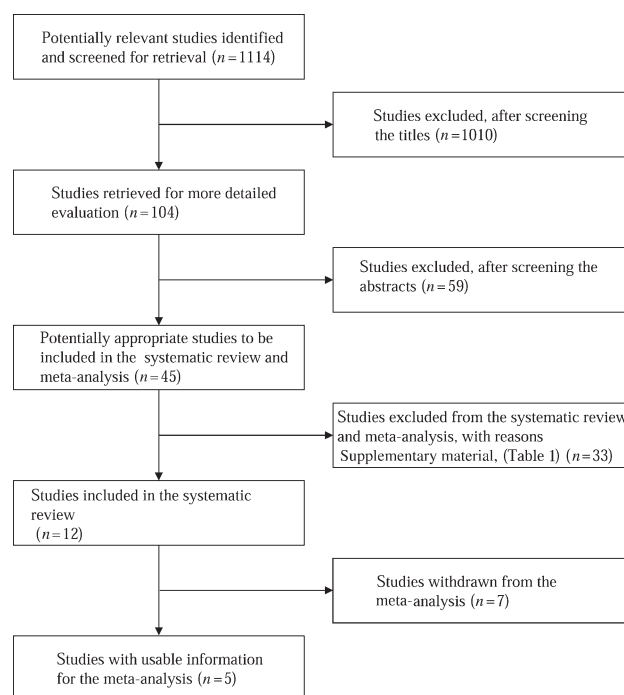 Potentially relevant studies identified
and screened for retrieval (n=1114)
Studies excluded, after screening
the titles (n=1010)
Studies retrieved for more detailed
evaluation (n=104)
Studies excluded, after screening the
abstracts (n=59)
Potentially appropriate studies to be
included in the systematic review and
meta-analysis (n=45)
Studies excluded from the systematic review
and meta-analysis, with reasons
Supplementary material, (Table 1) (n=33)
Studies included in the systematic
review
(n=12)
Studies withdrawn from the
meta-analysis (n=7)
Studies with usable information
for the meta-analysis (n=5)